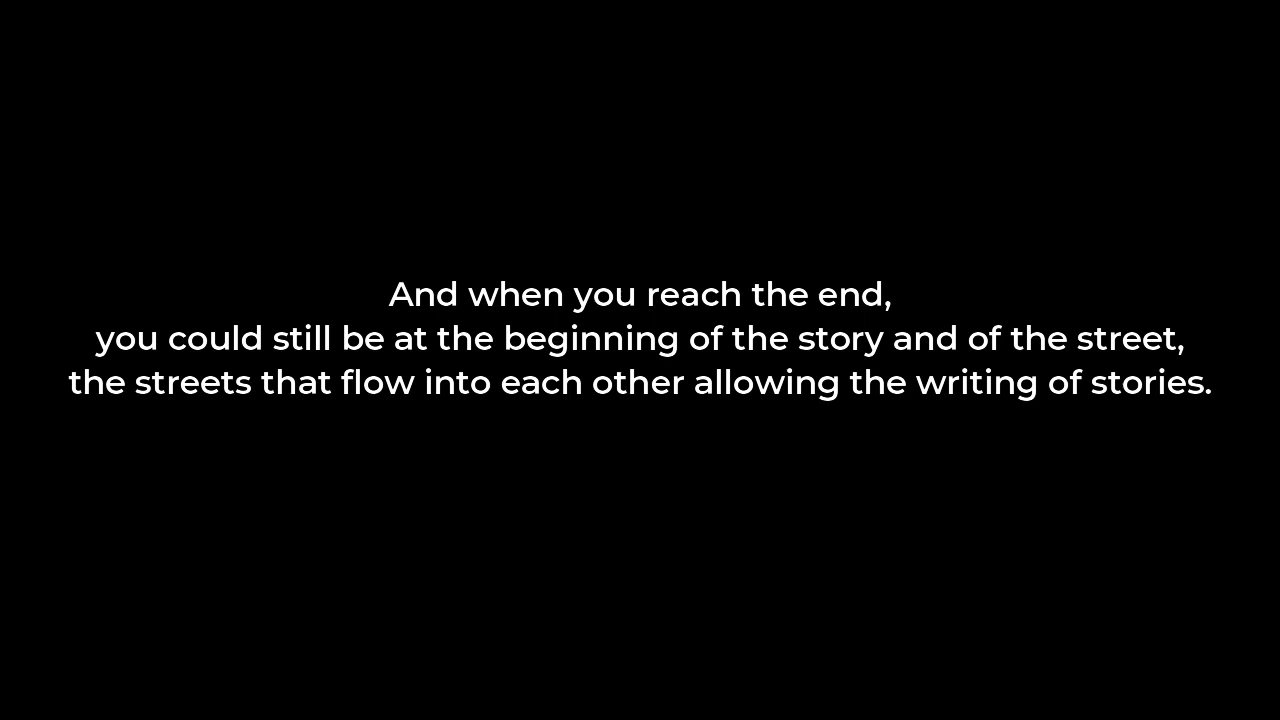 And when you reach the end,
you could still be at the beginning of the story and of the street,
the streets that flow into each other allowing the writing of stories.